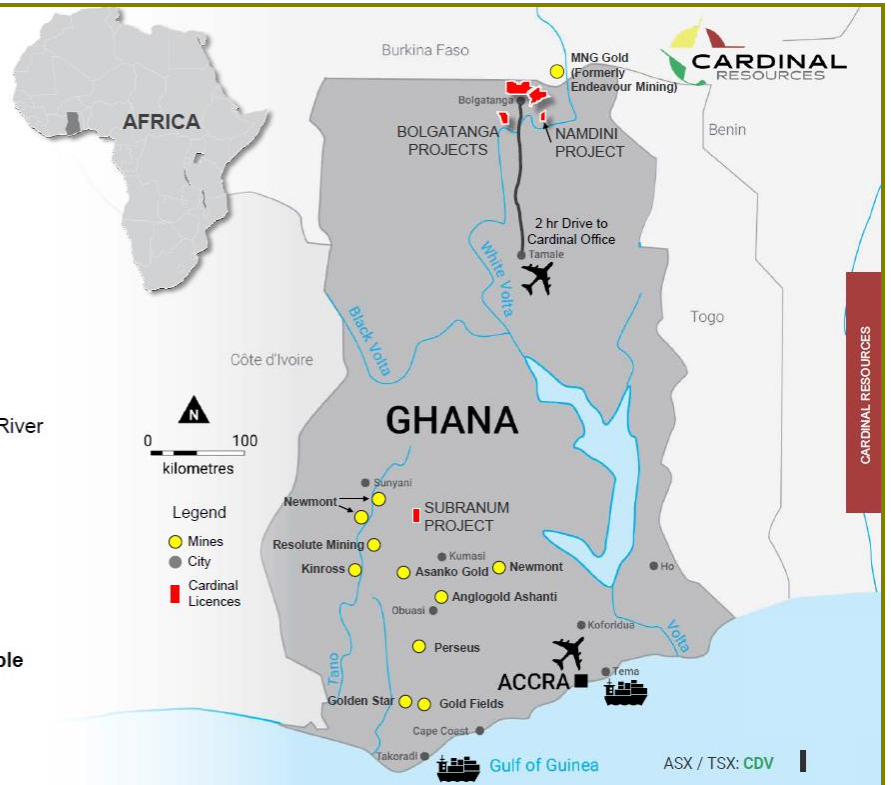 Burkina Faso
MNG Gold
(Formerly
Endeavour Mining)
CARDINAL
RESOURCES
AFRICA
Bolgatanga
BOLGATANGA
PROJECTS
NAMDINI
PROJECT
Benin
2 hr Drive to
Cardinal Office
Tamale
White Volta
Black Volta
Togo
Côte d'Ivoire
CARDINAL RESOURCES
River
N
0 100
kilometres
GHANA
Sunyani
Newmont
SUBRANUM
PROJECT
Legend
Mines
City
Cardinal
Licences
Resolute Mining
Kinross
Kumasi
Asanko Gold
Newmont
Ho
Anglogold Ashanti
Obuasi
Koforidua
Volta
Perseus
Tano
ple
ACCRA
Tema
Golden Star
Gold Fields
Cape Coast
Takoradi
Gulf of Guinea
ASX / TSX: CDV